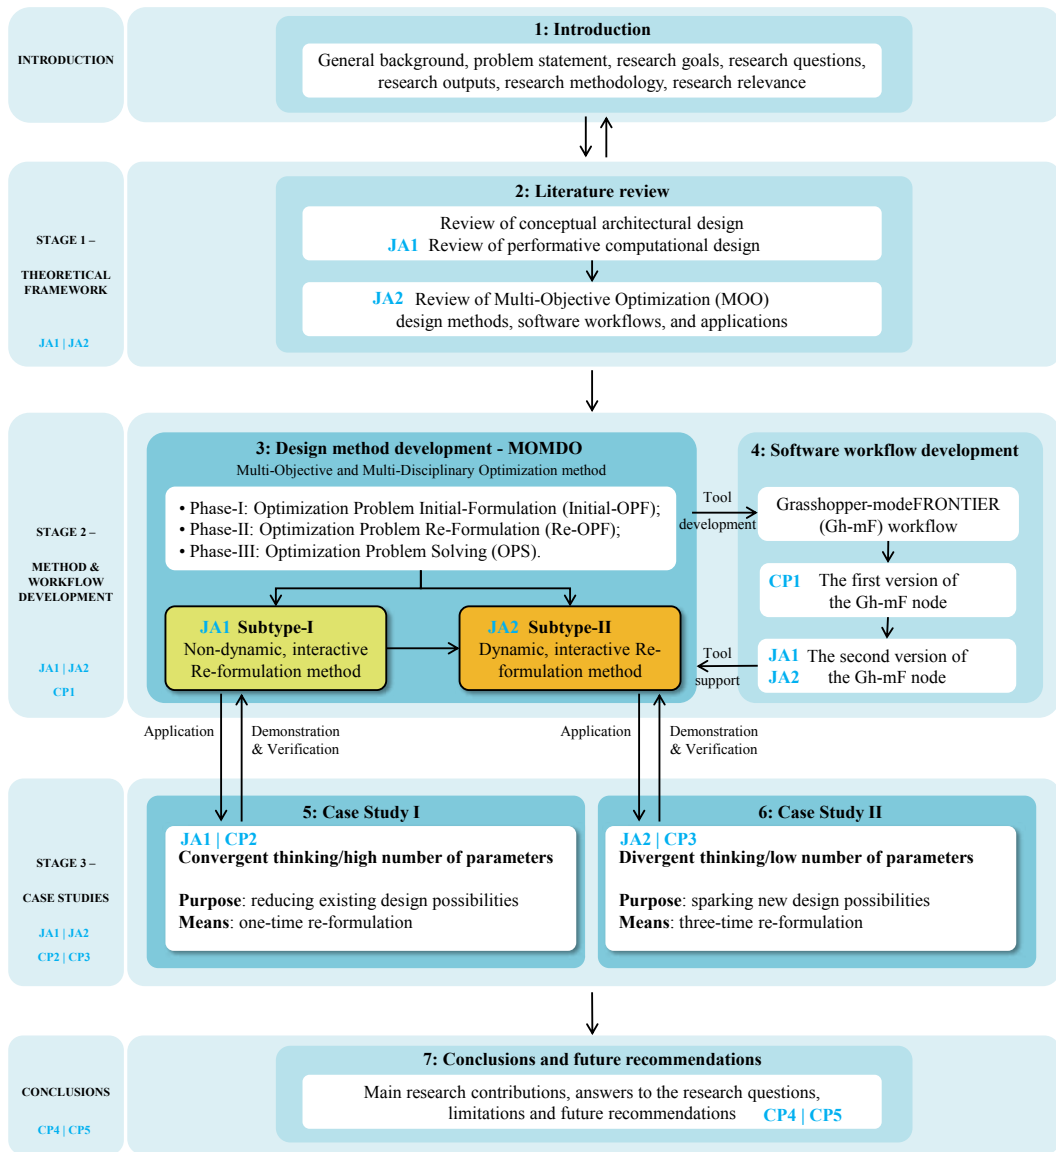 INTRODUCTION
1: Introduction
General background, problem statement, research goals, research questions,
research outputs, research methodology, research relevance
STAGE 1 –
THEORETICAL
FRAMEWORK
JA1 | JA2
2: Literature review
Review of conceptual architectural design
JA1 Review of performative computational design
JA2 Review of Multi-Objective Optimization (MOO)
design methods, software workflows, and applications
STAGE 2 –
METHOD &
WORKFLOW
DEVELOPMENT
JA1 | JA2
CP1
3: Design method development - MOMDO
Multi-Objective and Multi-Disciplinary Optimization method
• Phase-I: Optimization Problem Initial-Formulation (Initial-OPF);
• Phase-II: Optimization Problem Re-Formulation (Re-OPF);
• Phase-III: Optimization Problem Solving (OPS).
JA1 Subtype-I
Non-dynamic, interactive
Re-formulation method
JA2 Subtype-II
Dynamic, interactive Re-
formulation method
Tool
development
Tool
support
4: Software workflow development
Grasshopper-modeFRONTIER
(Gh-mF) workflow
CP1 The first version of
the Gh-mF node
JA1 The second version of
JA2 the Gh-mF node
Application
Demonstration
& Verification
Application
Demonstration
& Verification
STAGE 3 –
CASE STUDIES
JA1 | JA2
CP2 | CP3
5: Case Study I
JA1 | CP2
Convergent thinking/high number of parameters
Purpose: reducing existing design possibilities
Means: one-time re-formulation
6: Case Study II
JA2 | CP3
Divergent thinking/low number of parameters
Purpose: sparking new design possibilities
Means: three-time re-formulation
CONCLUSIONS
CP4 | CP5
7: Conclusions and future recommendations
Main research contributions, answers to the research questions,
limitations and future recommendations CP4 | CP5